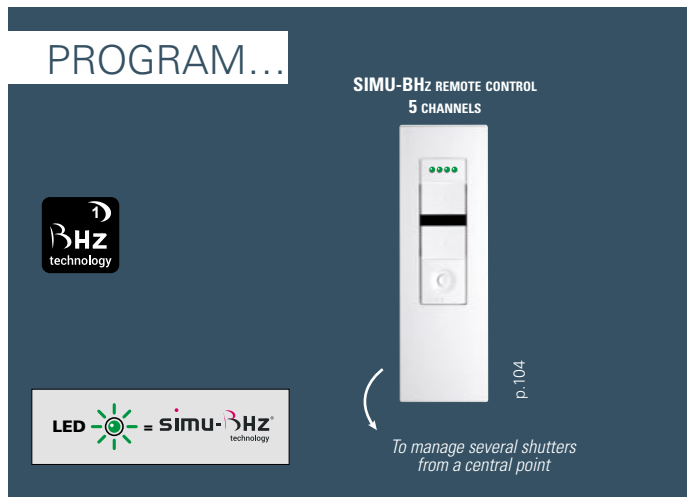 PROGRAM…
SIMU-BHz REMOTE CONTROL
5 CHANNELS
BHz
technology
p.104
LED = simu-BHz®
technology
To manage several shutters
from a central point